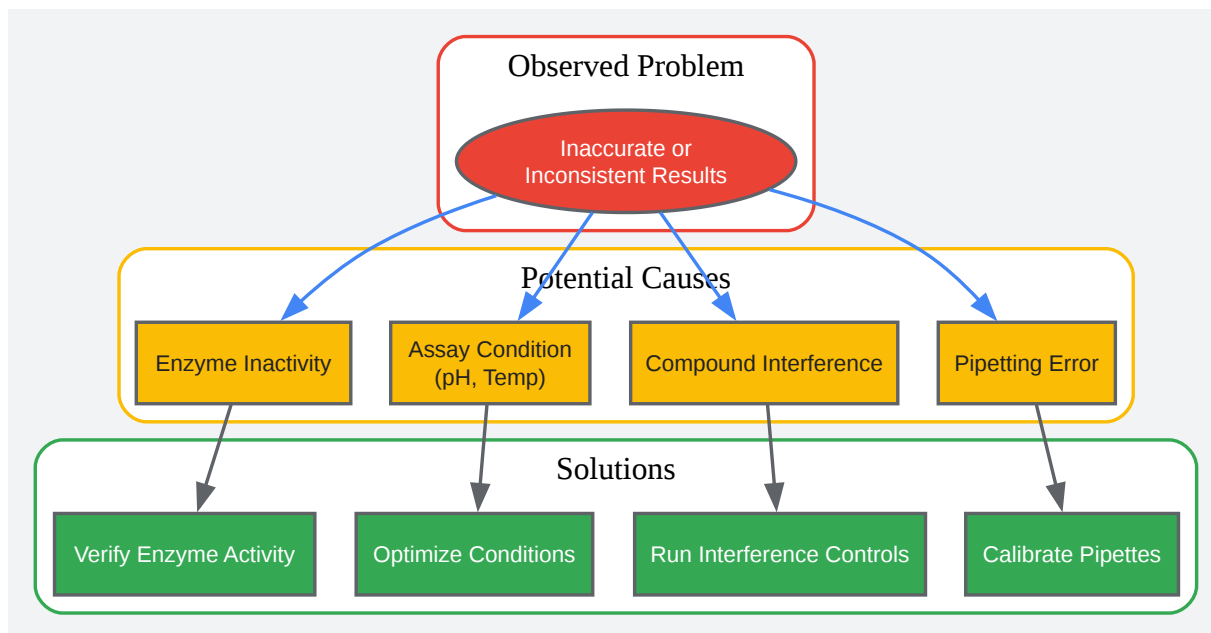 Observed Problem
Inaccurate or
Inconsistent Results
Potential Causes
Enzyme Inactivity
Assay Condition
(pH, Temp)
Compound Interference
Pipetting Error
Solutions
Verify Enzyme Activity
Optimize Conditions
Run Interference Controls
Calibrate Pipettes